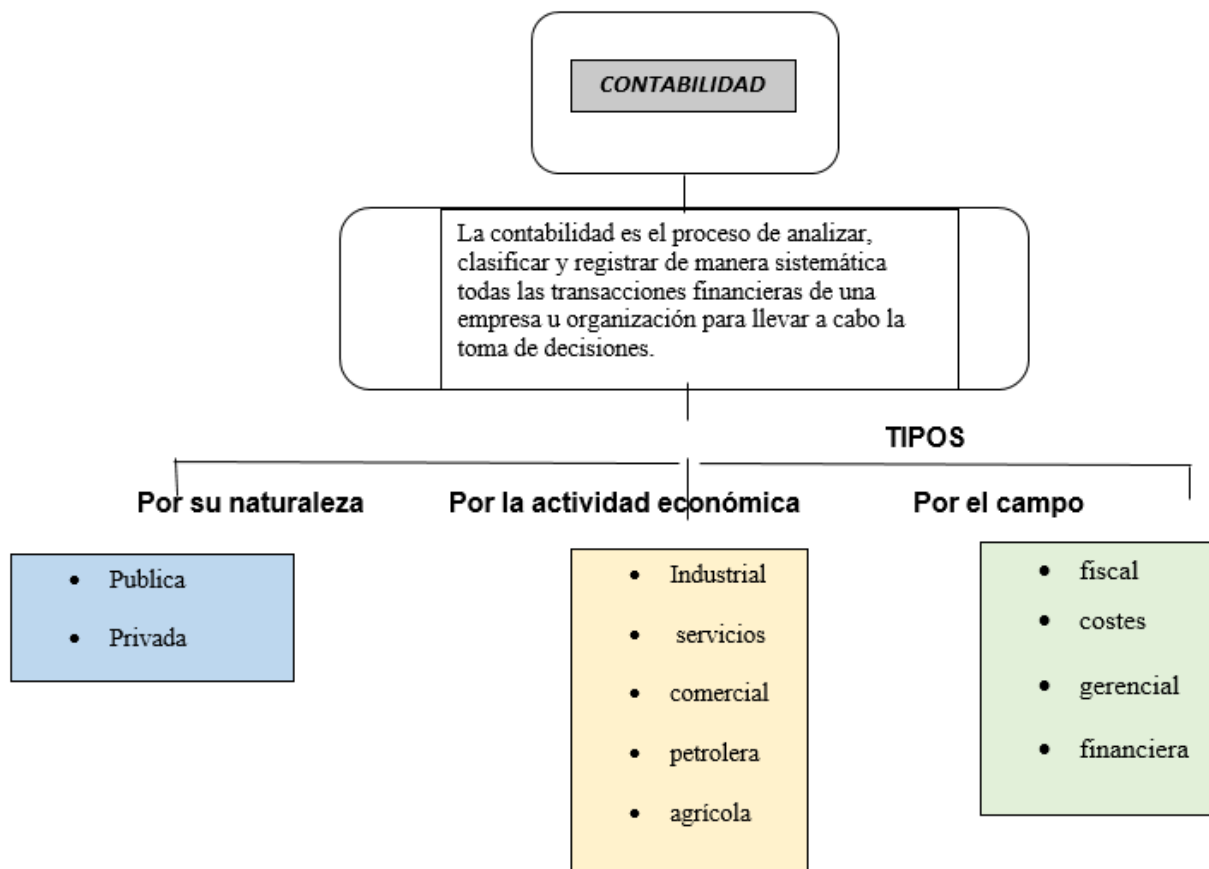 CONTABILIDAD
La contabilidad es el proceso de analizar,
clasificar y registrar de manera sistemática
todas las transacciones financieras de una
empresa u organización para llevar a cabo la
toma de decisiones.
TIPOS
Por su naturaleza
• Publica
• Privada
Por la actividad económica
• Industrial
• servicios
• comercial
• petrolera
• agrícola
Por el campo
• fiscal
• costes
• gerencial
• financiera